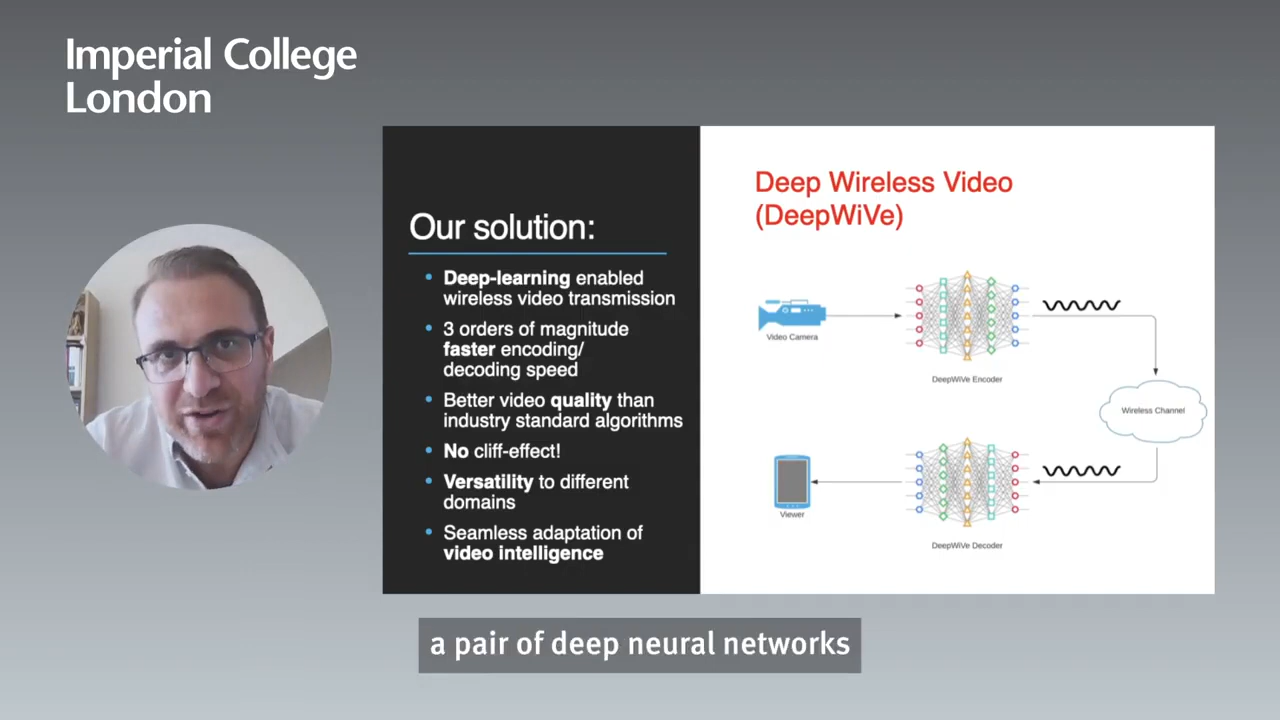 Imperial College
London
Our solution:
• Deep-learning enabled
wireless video transmission
• 3 orders of magnitude
faster encoding/
decoding speed
• Better video quality than
industry standard algorithms
• No cliff-effect!
• Versatility to different
domains
• Seamless adaptation of
video intelligence
Deep Wireless Video
(DeepWiVe)
Video Camera
DeepWiVe Encoder
Wireless Channel
Viewer
DeepWiVe Decoder
a pair of deep neural networks